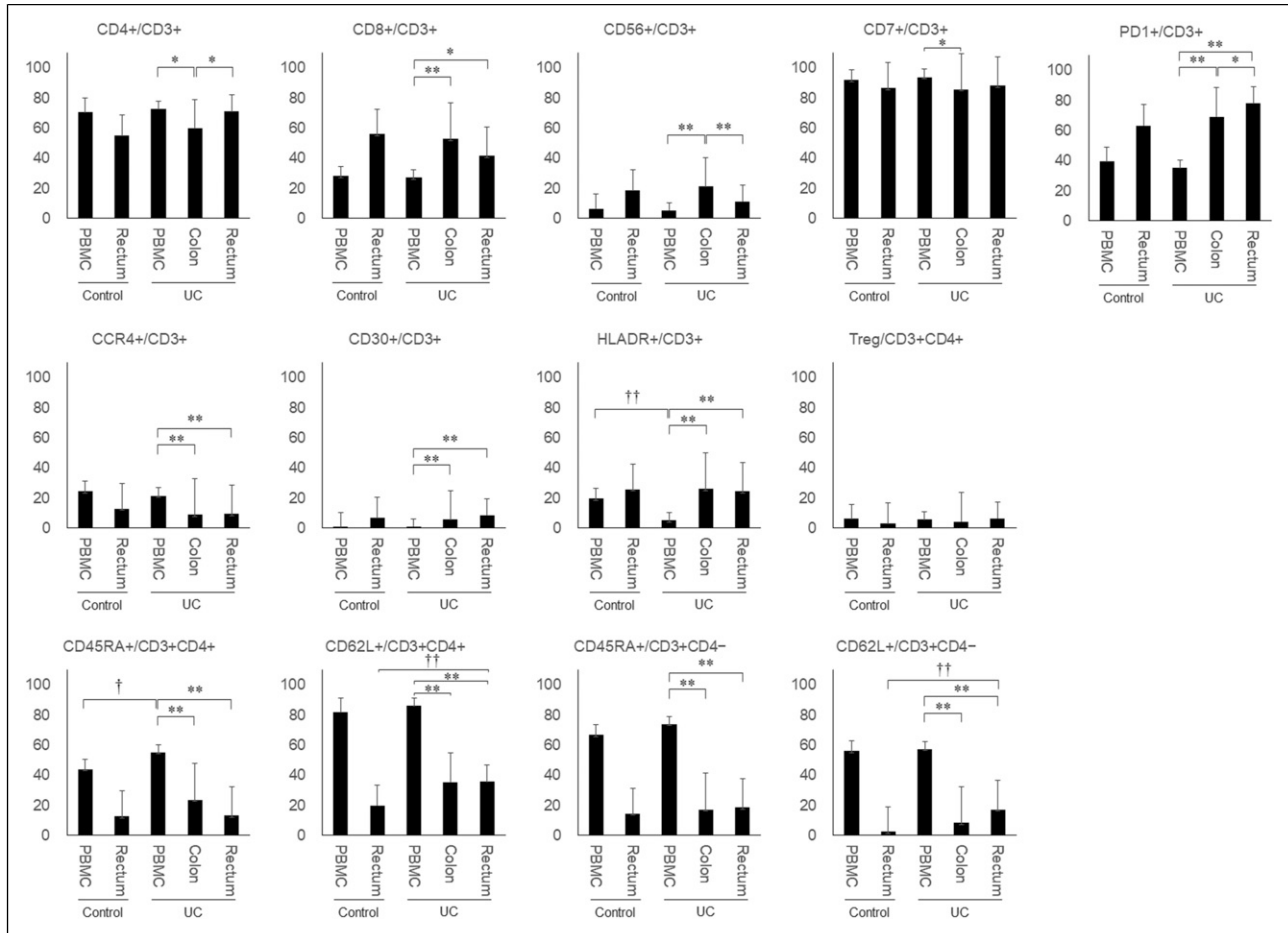 CD4+/CD3+
100
80
60
40
20
0
* *
PBMC Rectum PBMC Colon Rectum
Control UC
CD8+/CD3+
100
80
60
40
20
0
*
**
PBMC Rectum PBMC Colon Rectum
Control UC
CD56+/CD3+
100
80
60
40
20
0
** **
PBMC Rectum PBMC Colon Rectum
Control UC
CD7+/CD3+
100
80
60
40
20
0
*
PBMC Rectum PBMC Colon Rectum
Control UC
PD1+/CD3+
100
80
60
40
20
0
**
** *
PBMC Rectum PBMC Colon Rectum
Control UC
CCR4+/CD3+
100
80
60
40
20
0
**
**
PBMC Rectum PBMC Colon Rectum
Control UC
CD30+/CD3+
100
80
60
40
20
0
**
**
PBMC Rectum PBMC Colon Rectum
Control UC
HLADR+/CD3+
100
80
60
40
20
0
†† **
**
PBMC Rectum PBMC Colon Rectum
Control UC
Treg/CD3+CD4+
100
80
60
40
20
0
PBMC Rectum PBMC Colon Rectum
Control UC
CD45RA+/CD3+CD4+
100
80
60
40
20
0
† **
**
PBMC Rectum PBMC Colon Rectum
Control UC
CD62L+/CD3+CD4+
100
80
60
40
20
0
††
**
**
PBMC Rectum PBMC Colon Rectum
Control UC
CD45RA+/CD3+CD4−
100
80
60
40
20
0
**
**
PBMC Rectum PBMC Colon Rectum
Control UC
CD62L+/CD3+CD4−
100
80
60
40
20
0
††
**
**
PBMC Rectum PBMC Colon Rectum
Control UC